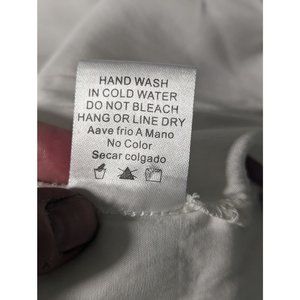 HAND WASH
IN COLD WATER
DO NOT BLEACH
HANG OR LINE DRY
Aave frio A Mano
No Color
Secar colgado